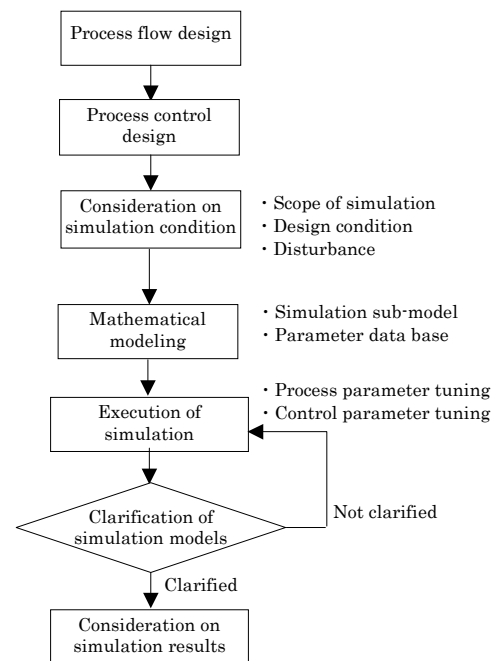 Process flow design
Process control
design
Consideration on
simulation condition
・Scope of simulation
・Design condition
・Disturbance
Mathematical
modeling
・Simulation sub-model
・Parameter data base
・Process parameter tuning
・Control parameter tuning
Execution of
simulation
Clarification of
simulation models
Not clarified
Clarified
Consideration on
simulation results